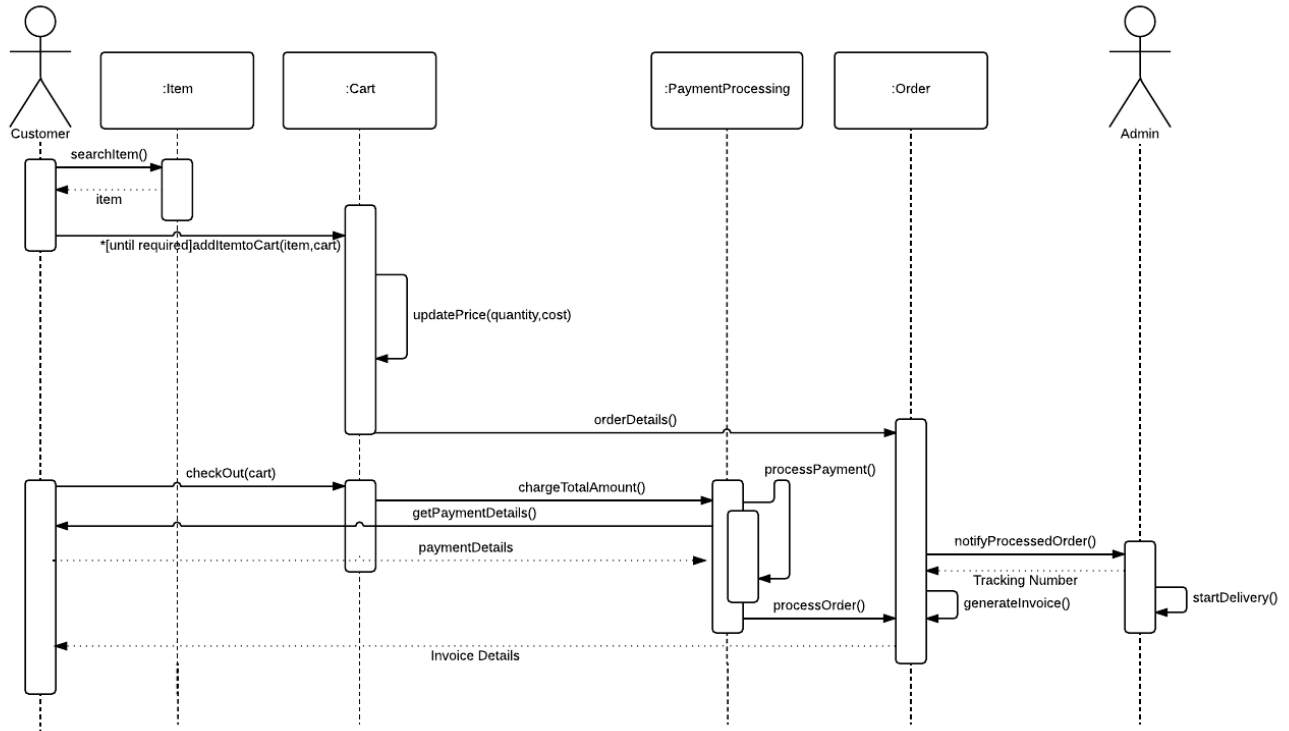 :Item
:Cart
:PaymentProcessing
:Order
Customer
Admin
searchItem()
item
*[until required]addItemtoCart(item,cart)
updatePrice(quantity,cost)
orderDetails()
checkOut(cart)
processPayment()
chargeTotalAmount()
getPaymentDetails()
paymentDetails
notifyProcessedOrder()
Tracking Number
startDelivery()
generateInvoice()
processOrder()
Invoice Details